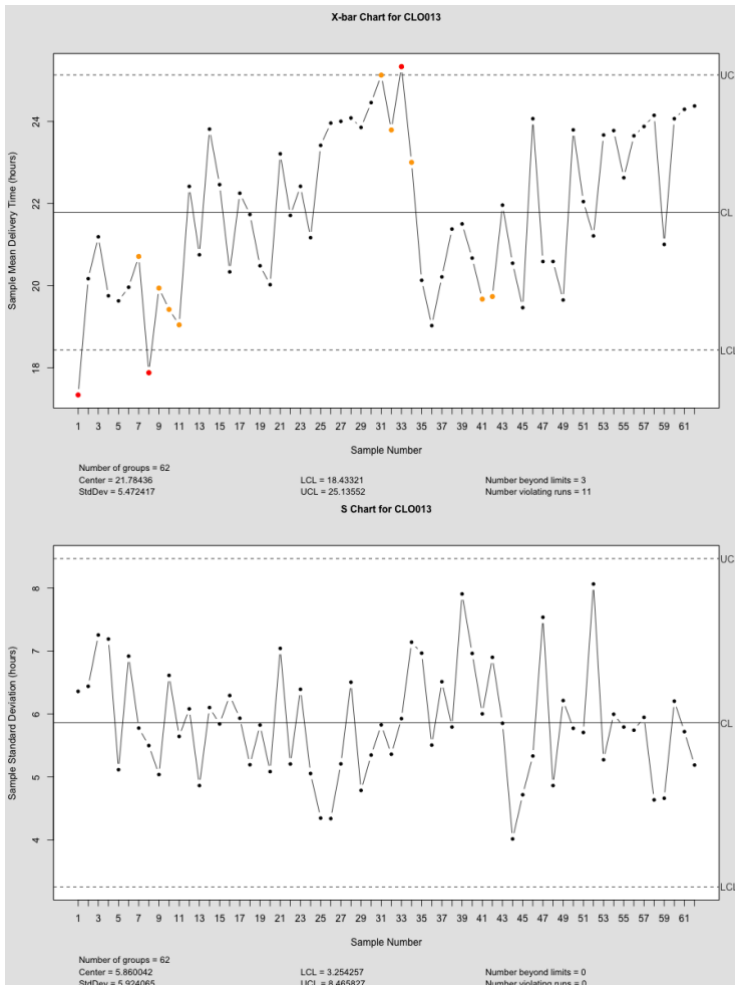 X-bar Chart for CLO013
Sample Mean Delivery Time (hours)
24
22
20
18
UC
CL
LCL
1 3 5 7 9 11 13 15 17 19 21 23 25 27 29 31 33 35 37 39 41 43 45 47 49 51 53 55 57 59 61
Sample Number
Number of groups = 62
Center = 21.78436 LCL = 18.43321 Number beyond limits = 3
StdDev = 5.472417 UCL = 25.13552 Number violating runs = 11
S Chart for CLO013
Sample Standard Deviation (hours)
8
7
6
5
4
UC
CL
LCL
1 3 5 7 9 11 13 15 17 19 21 23 25 27 29 31 33 35 37 39 41 43 45 47 49 51 53 55 57 59 61
Sample Number
Number of groups = 62
Center = 5.860042 LCL = 3.254257 Number beyond limits = 0
StdDev = 5.924065 UCL = 8.465827 Number violating runs = 0